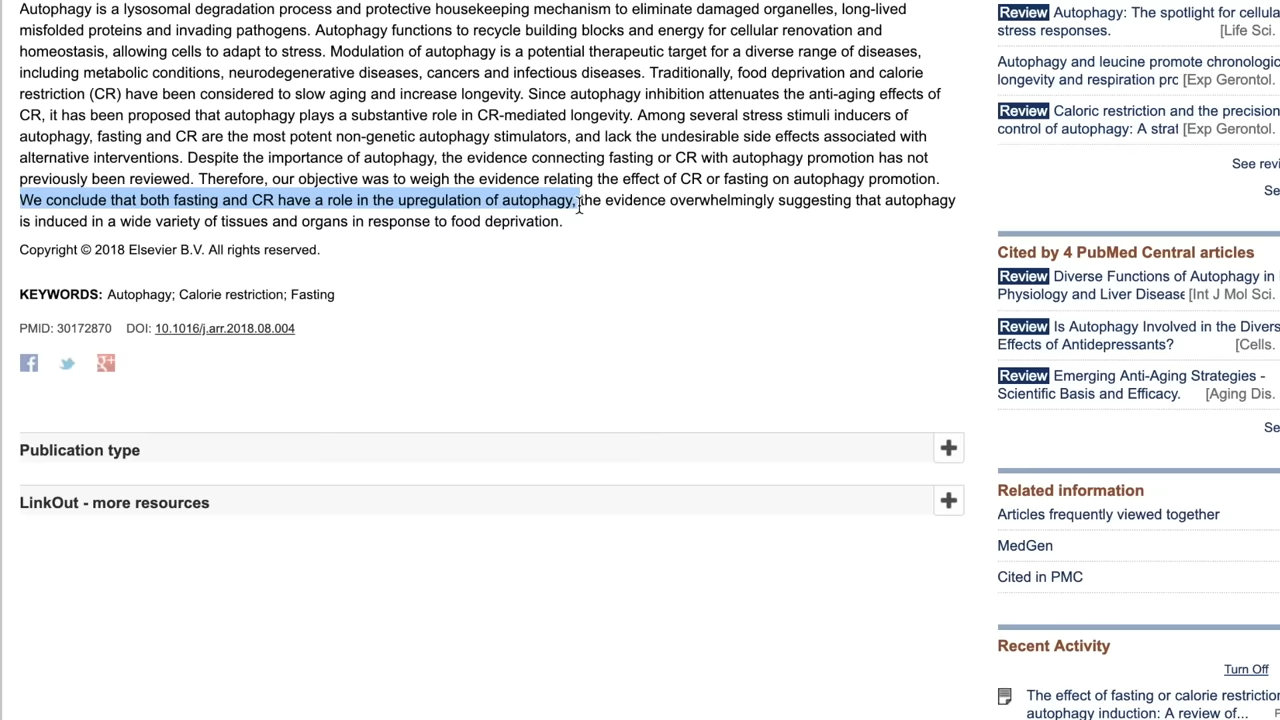 Autophagy is a lysosomal degradation process and protective housekeeping mechanism to eliminate damaged organelles, long-lived
misfolded proteins and invading pathogens. Autophagy functions to recycle building blocks and energy for cellular renovation and
homeostasis, allowing cells to adapt to stress. Modulation of autophagy is a potential therapeutic target for a diverse range of diseases,
including metabolic conditions, neurodegenerative diseases, cancers and infectious diseases. Traditionally, food deprivation and calorie
restriction (CR) have been considered to slow aging and increase longevity. Since autophagy inhibition attenuates the anti-aging effects of
CR, it has been proposed that autophagy plays a substantive role in CR-mediated longevity. Among several stress stimuli inducers of
autophagy, fasting and CR are the most potent non-genetic autophagy stimulators, and lack the undesirable side effects associated with
alternative interventions. Despite the importance of autophagy, the evidence connecting fasting or CR with autophagy promotion has not
previously been reviewed. Therefore, our objective was to weigh the evidence relating the effect of CR or fasting on autophagy promotion.
We conclude that both fasting and CR have a role in the upregulation of autophagy, the evidence overwhelmingly suggesting that autophagy
is induced in a wide variety of tissues and organs in response to food deprivation.
Copyright © 2018 Elsevier B.V. All rights reserved.
KEYWORDS: Autophagy; Calorie restriction; Fasting
PMID: 30172870 DOI: 10.1016/j.arr.2018.08.004
Publication type
LinkOut - more resources
Review Autophagy: The spotlight for cellula
stress responses. [Life Sci.
Autophagy and leucine promote chronologic
longevity and respiration prc [Exp Gerontol.
Review Caloric restriction and the precision
control of autophagy: A strat [Exp Gerontol.
See revi
Se
Cited by 4 PubMed Central articles
Review Diverse Functions of Autophagy in
Physiology and Liver Disease [Int J Mol Sci.
Review Is Autophagy Involved in the Divers
Effects of Antidepressants? [Cells.
Review Emerging Anti-Aging Strategies -
Scientific Basis and Efficacy. [Aging Dis.
Se
Related information
Articles frequently viewed together
MedGen
Cited in PMC
Recent Activity
Turn Off
The effect of fasting or calorie restriction
autophagy induction: A review of...